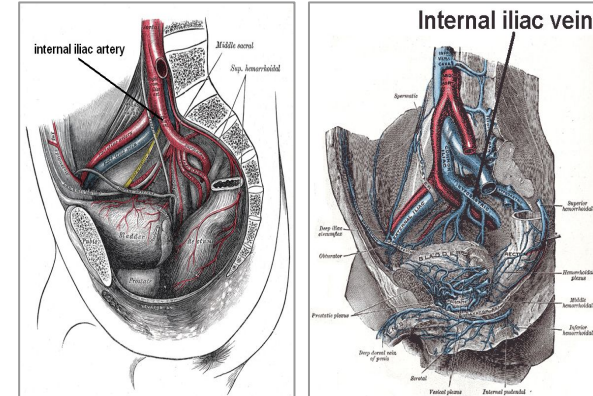 internal iliac artery
Middle sacral
Sup. hemorrhoidal
Pubis
Bladder
Prostate
Internal iliac vein
Spermatic
Deep iliac
circumflex
Obturator
BLADDER
Superior
hemorrhoidal
Hemorrhoidal
plexus
Middle
hemorrhoidal
Inferior
hemorrhoidal
Prostatic plexus
Deep dorsal vein
of penis
Scrotal
Vesical plexus
Internal pudendal